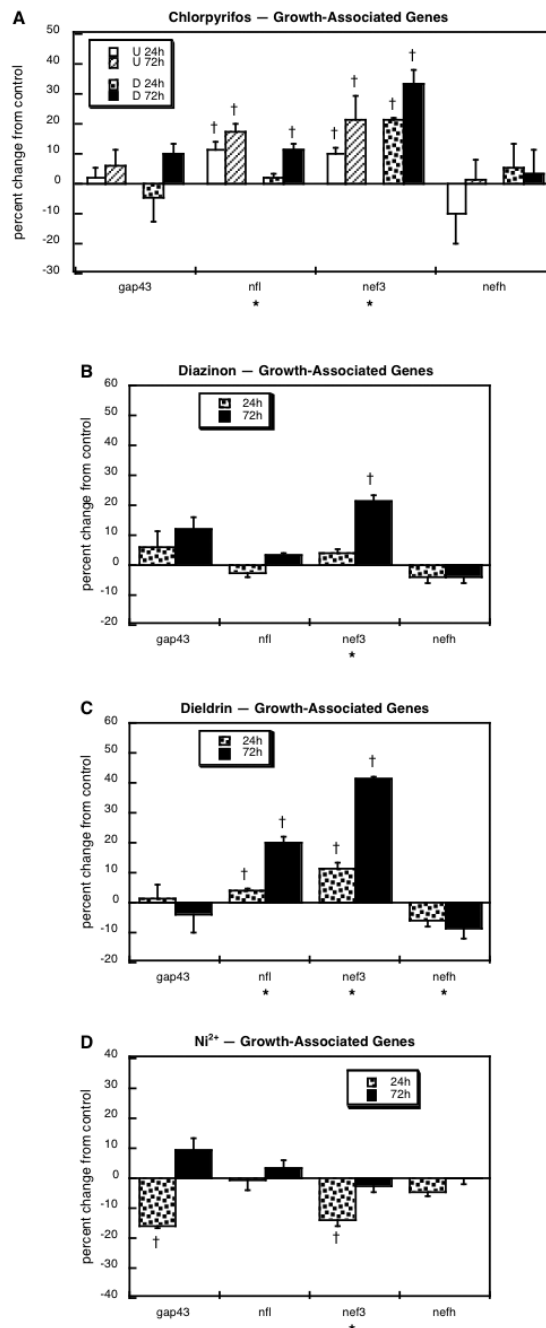 A
Chlorpyrifos — Growth-Associated Genes
percent change from control
50
40
30
20
10
0
-10
-20
-30
U 24h
U 72h
D 24h
D 72h
† † † † † † †
gap43 nfl nef3 nefh
* *
B
Diazinon — Growth-Associated Genes
percent change from control
60
50
40
30
20
10
0
-10
-20
24h
72h
†
gap43 nfl nef3 nefh
*
C
Dieldrin — Growth-Associated Genes
percent change from control
60
50
40
30
20
10
0
-10
-20
24h
72h
† † † †
gap43 nfl nef3 nefh
* * *
D
Ni²⁺ — Growth-Associated Genes
percent change from control
40
30
20
10
0
-10
-20
-30
-40
24h
72h
† †
gap43 nfl nef3 nefh
*